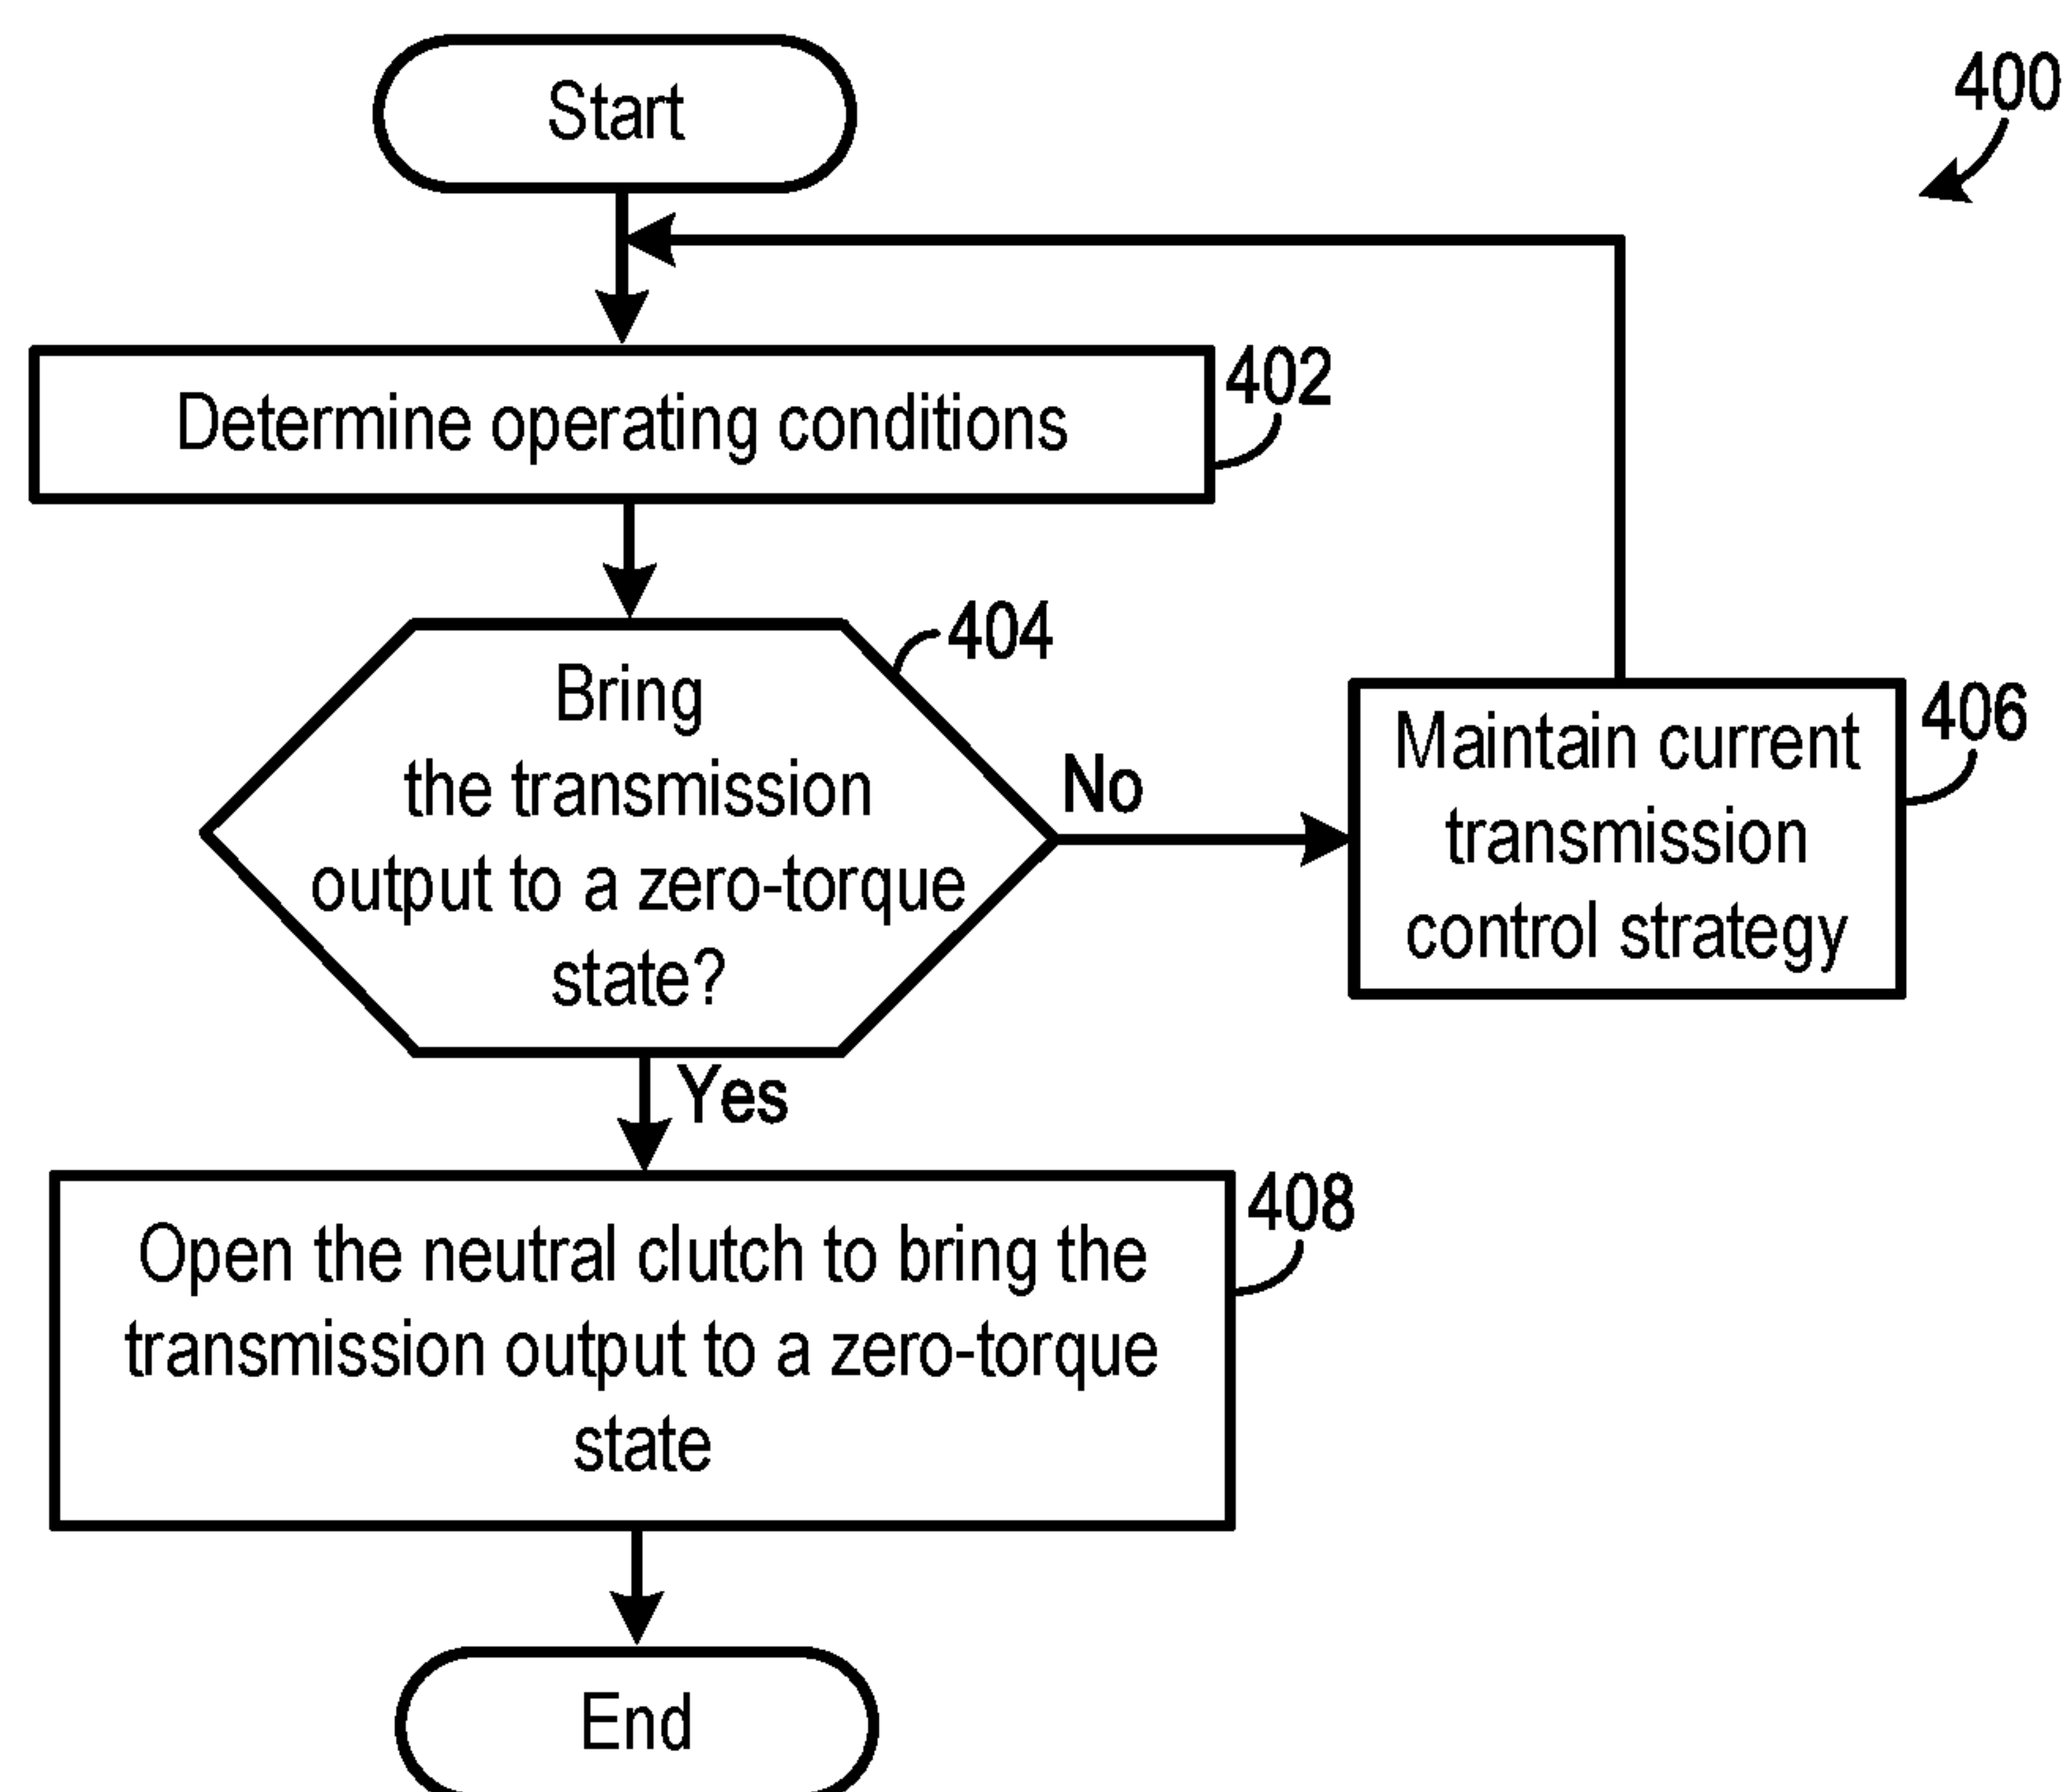 Start
400
Determine operating conditions
402
Bring
the transmission
output to a zero-torque
state?
404
No
Maintain current
transmission
control strategy
406
Yes
Open the neutral clutch to bring the
transmission output to a zero-torque
state
408
End